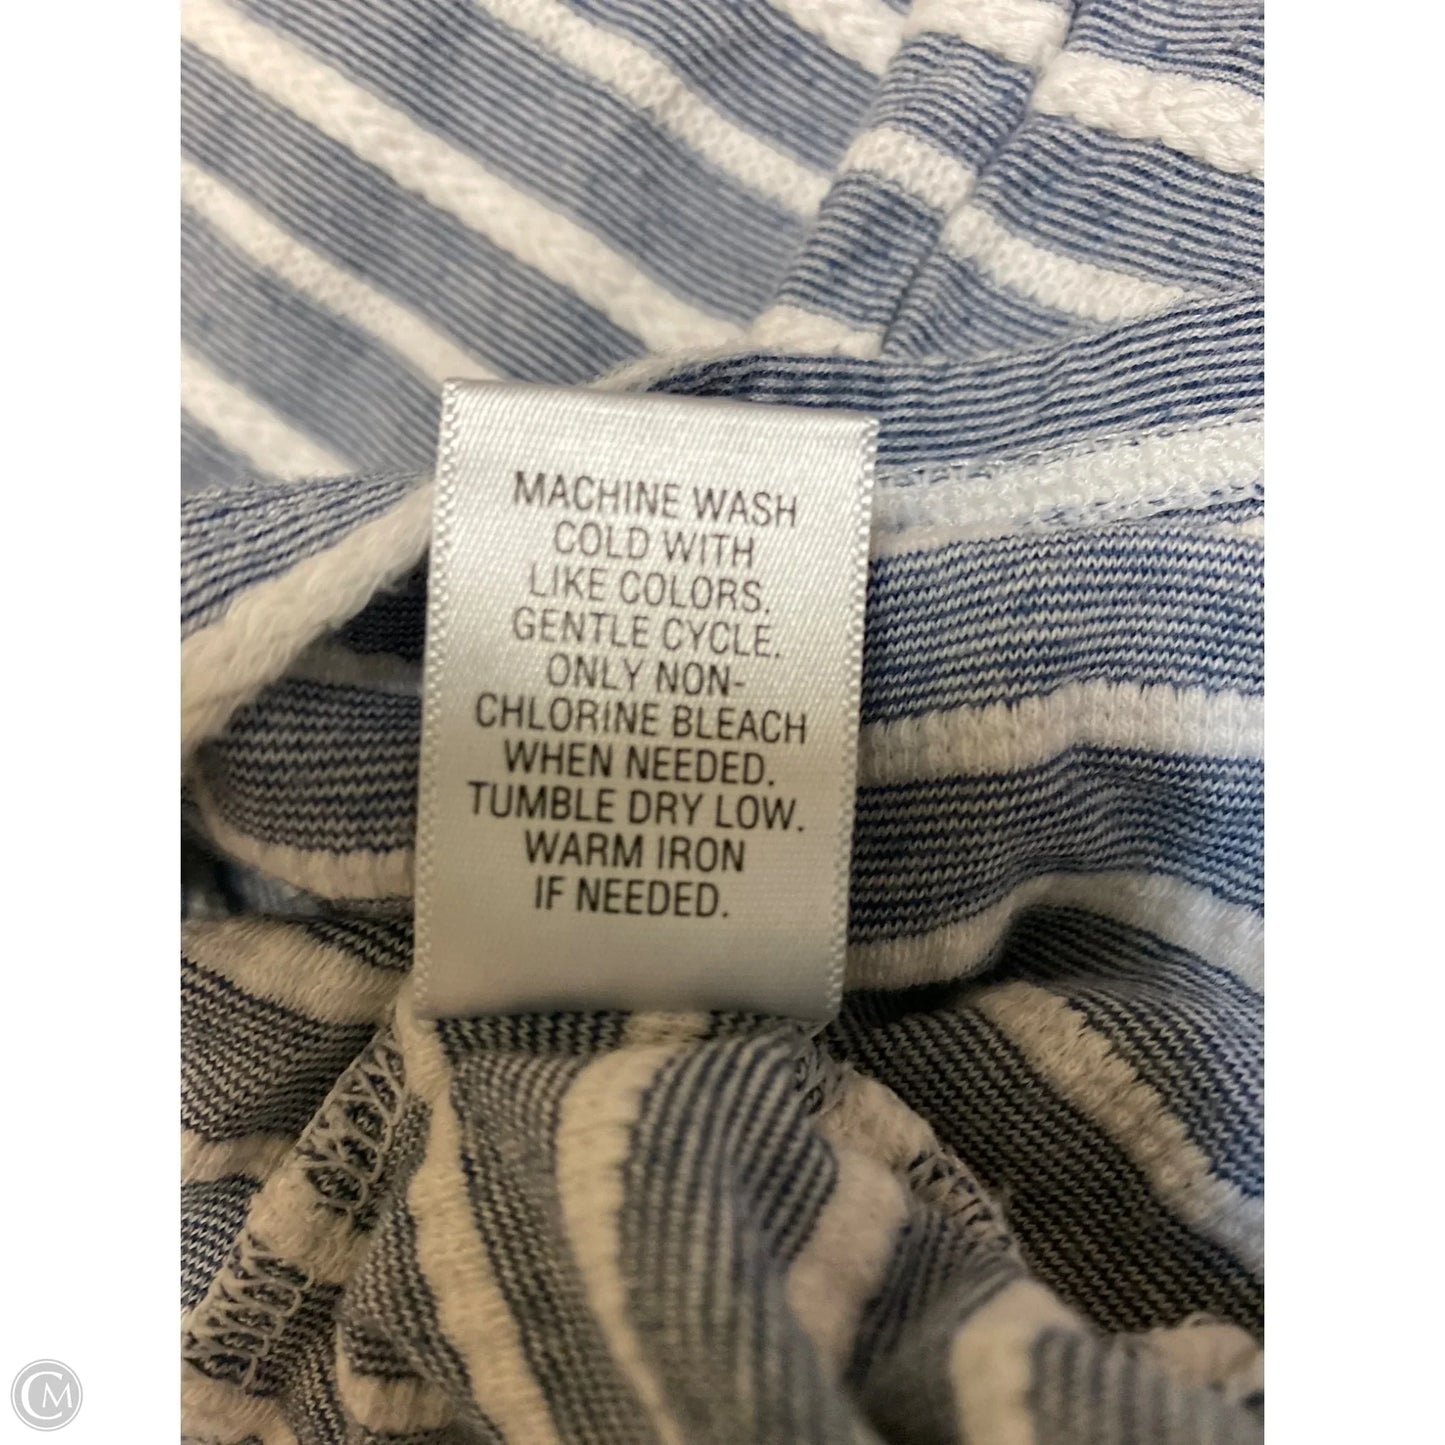 MACHINE WASH
COLD WITH
LIKE COLORS.
GENTLE CYCLE.
ONLY NON-
CHLORINE BLEACH
WHEN NEEDED.
TUMBLE DRY LOW.
WARM IRON
IF NEEDED.
CM